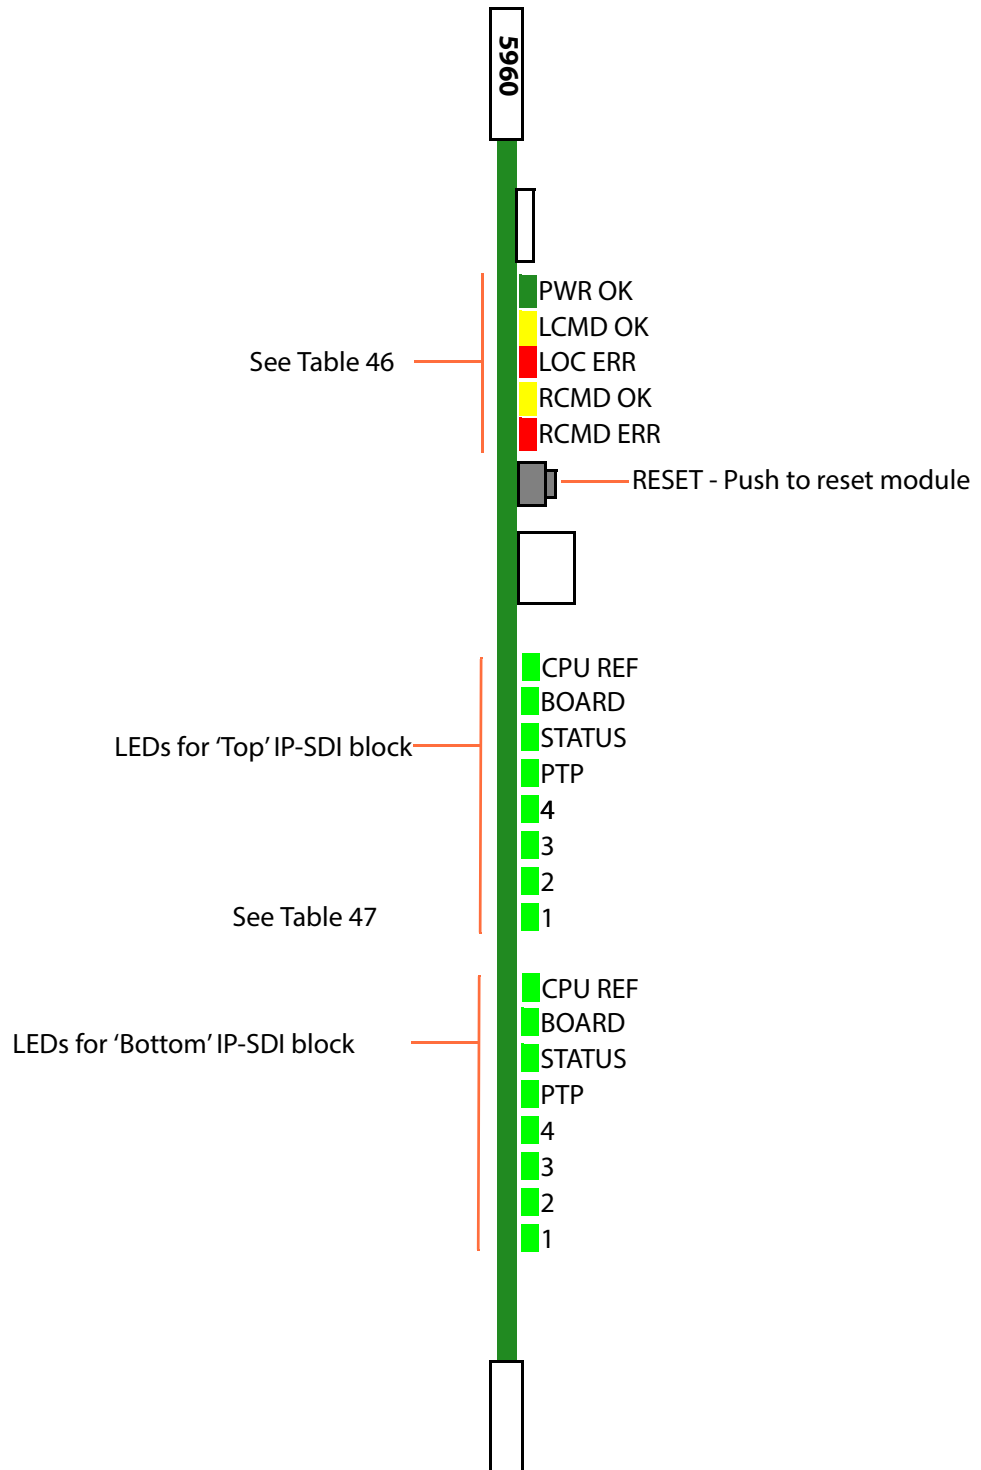 5960
PWR OK
LCMD OK
See Table 46
LOC ERR
RCMD OK
RCMD ERR
RESET - Push to reset module
CPU REF
BOARD
STATUS
LEDs for ‘Top’ IP-SDI block
PTP
4
3
2
See Table 47
1
CPU REF
BOARD
LEDs for ‘Bottom’ IP-SDI block
STATUS
PTP
4
3
2
1